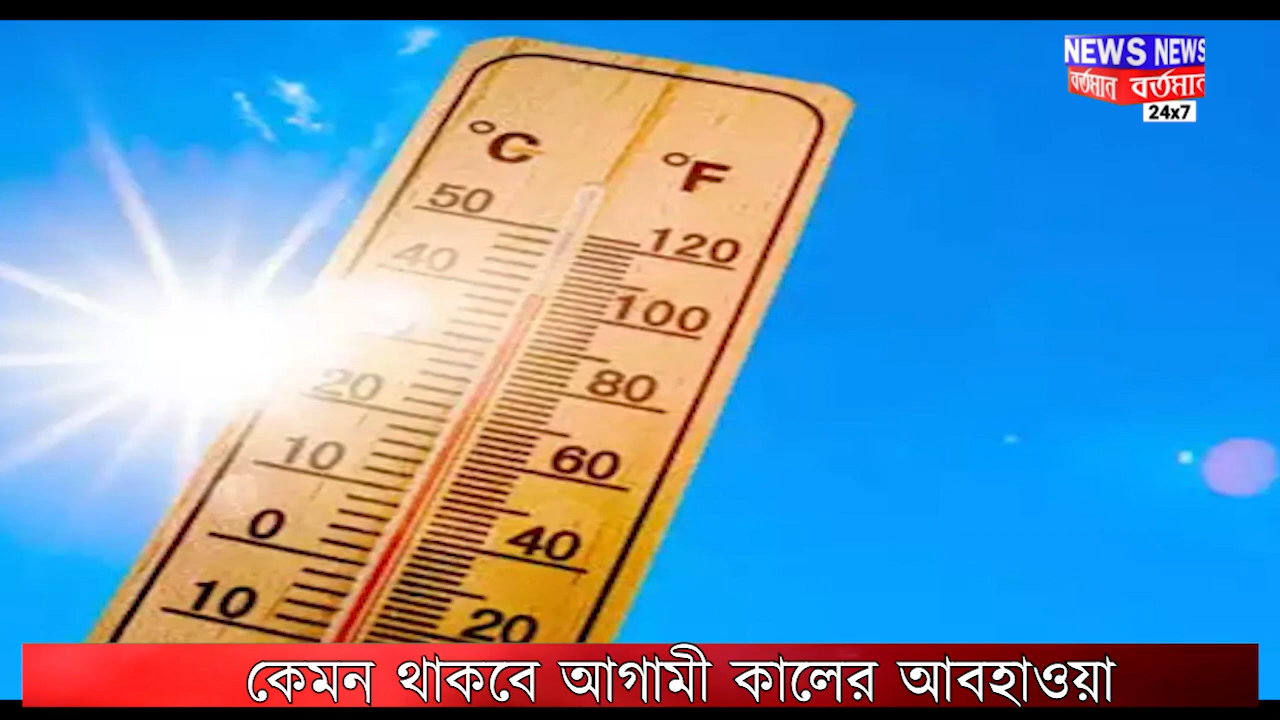 NEWS NEWS
বর্তমান বর্তমান
24x7
°C
°F
50
120
40
100
20
80
10
60
0
40
10
20
কেমন থাকবে আগামী কালের আবহাওয়া